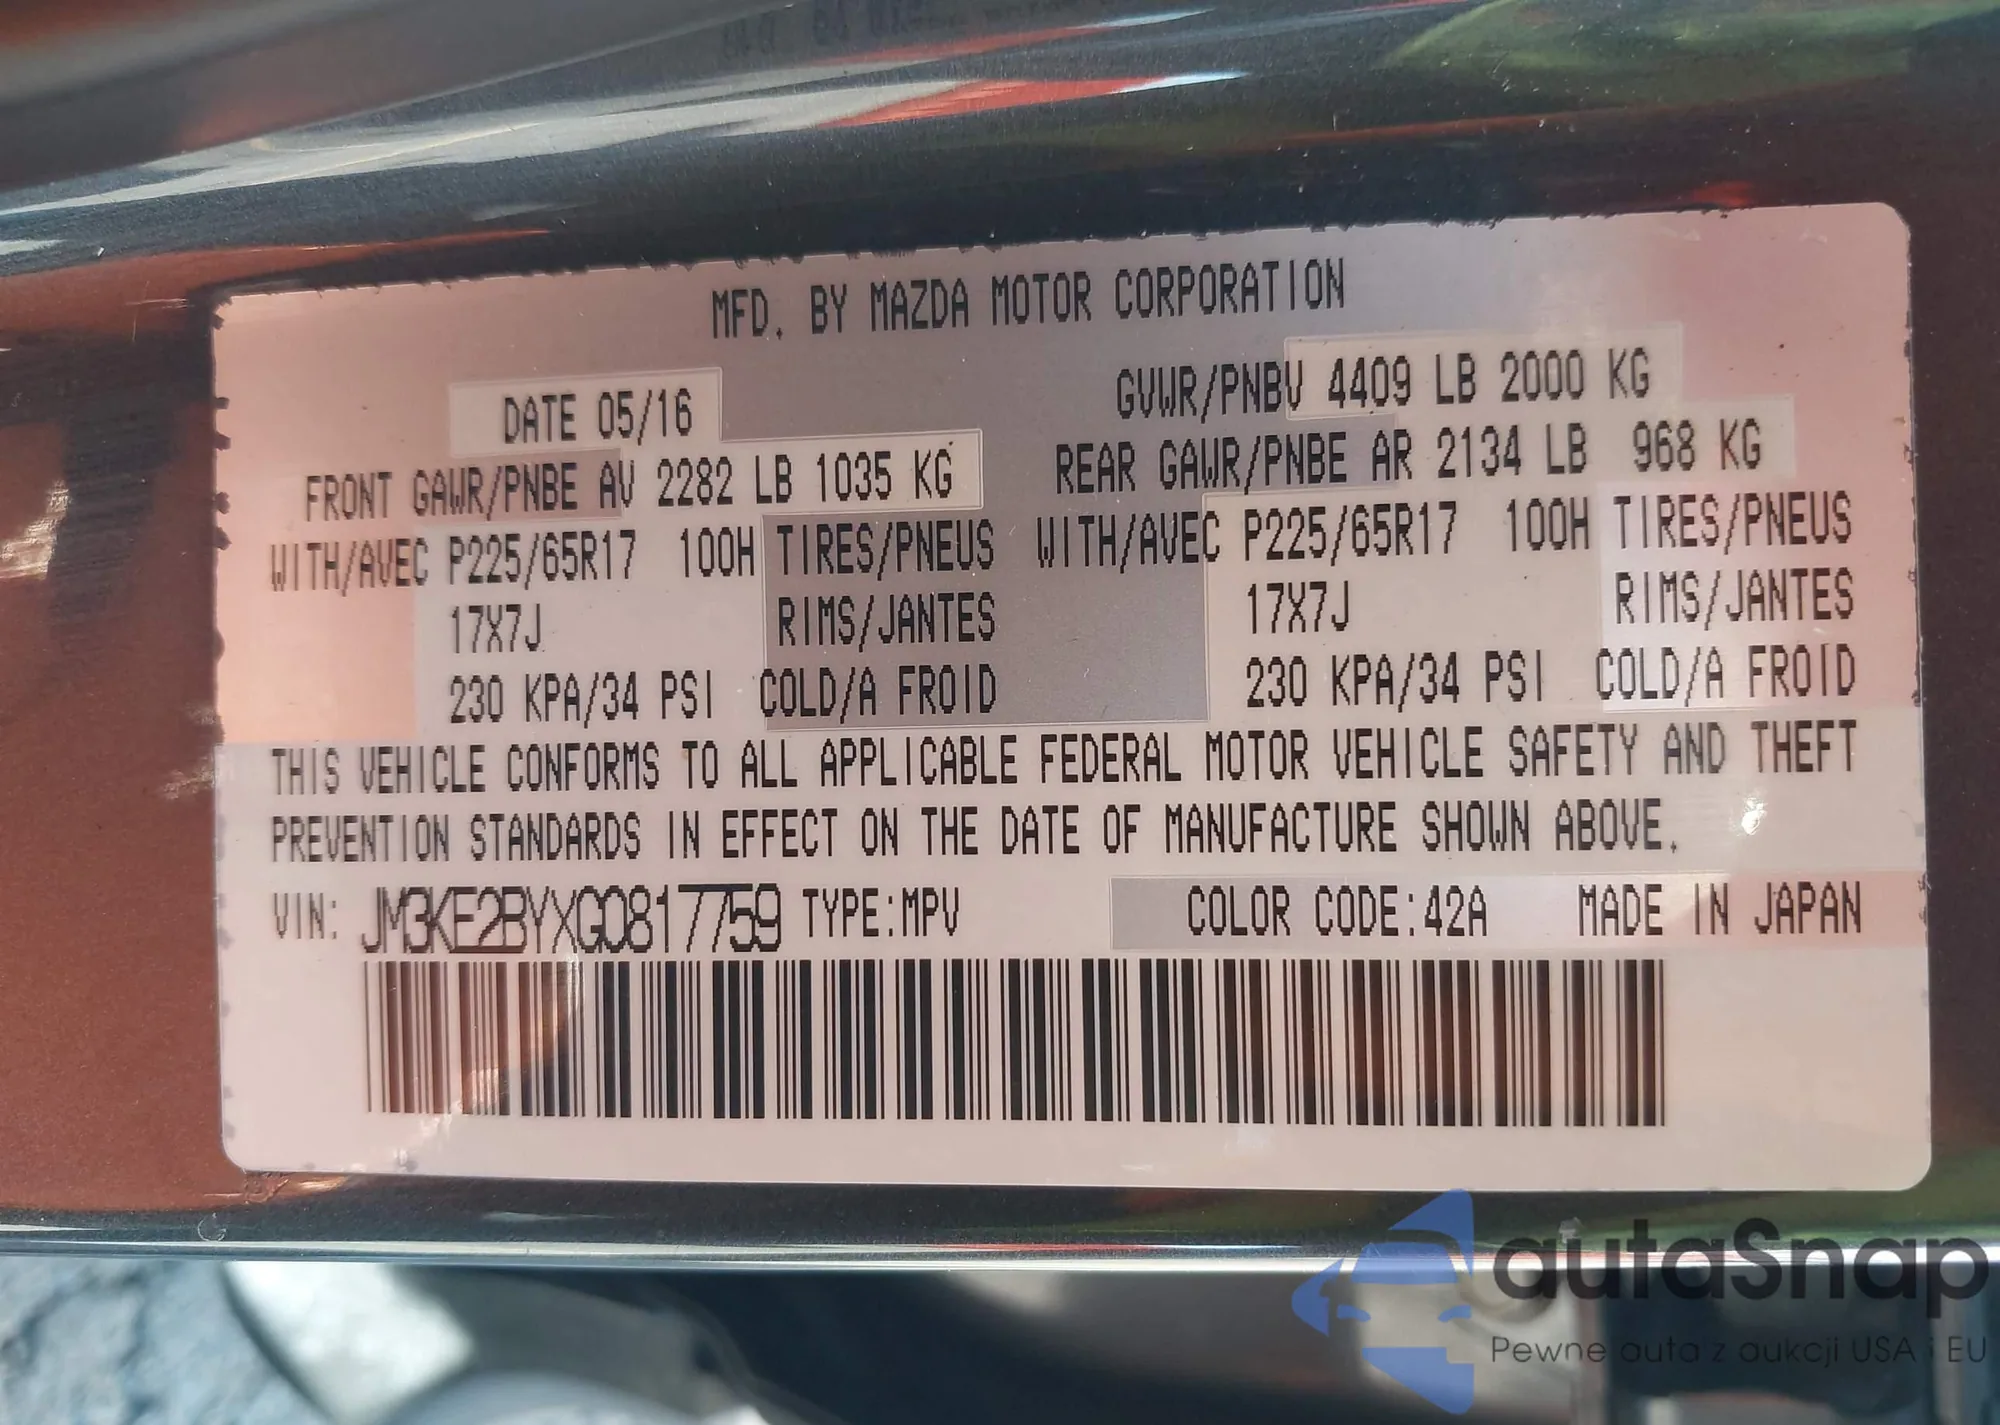 MFD. BY MAZDA MOTOR CORPORATION
DATE 05/16 GVWR/PNBV 4409 LB 2000 KG
FRONT GAWR/PNBE AV 2282 LB 1035 KG REAR GAWR/PNBE AR 2134 LB 968 KG
WITH/AVEC P225/65R17 100H TIRES/PNEUS WITH/AVEC P225/65R17 100H TIRES/PNEUS
17X7J RIMS/JANTES 17X7J RIMS/JANTES
230 KPA/34 PSI COLD/A FROID 230 KPA/34 PSI COLD/A FROID
THIS VEHICLE CONFORMS TO ALL APPLICABLE FEDERAL MOTOR VEHICLE SAFETY AND THEFT
PREVENTION STANDARDS IN EFFECT ON THE DATE OF MANUFACTURE SHOWN ABOVE.
VIN: JM3KE2BYXG0817759 TYPE:MPV COLOR CODE:42A MADE IN JAPAN
autaSnap
Pewne auta z aukcji USA i EU